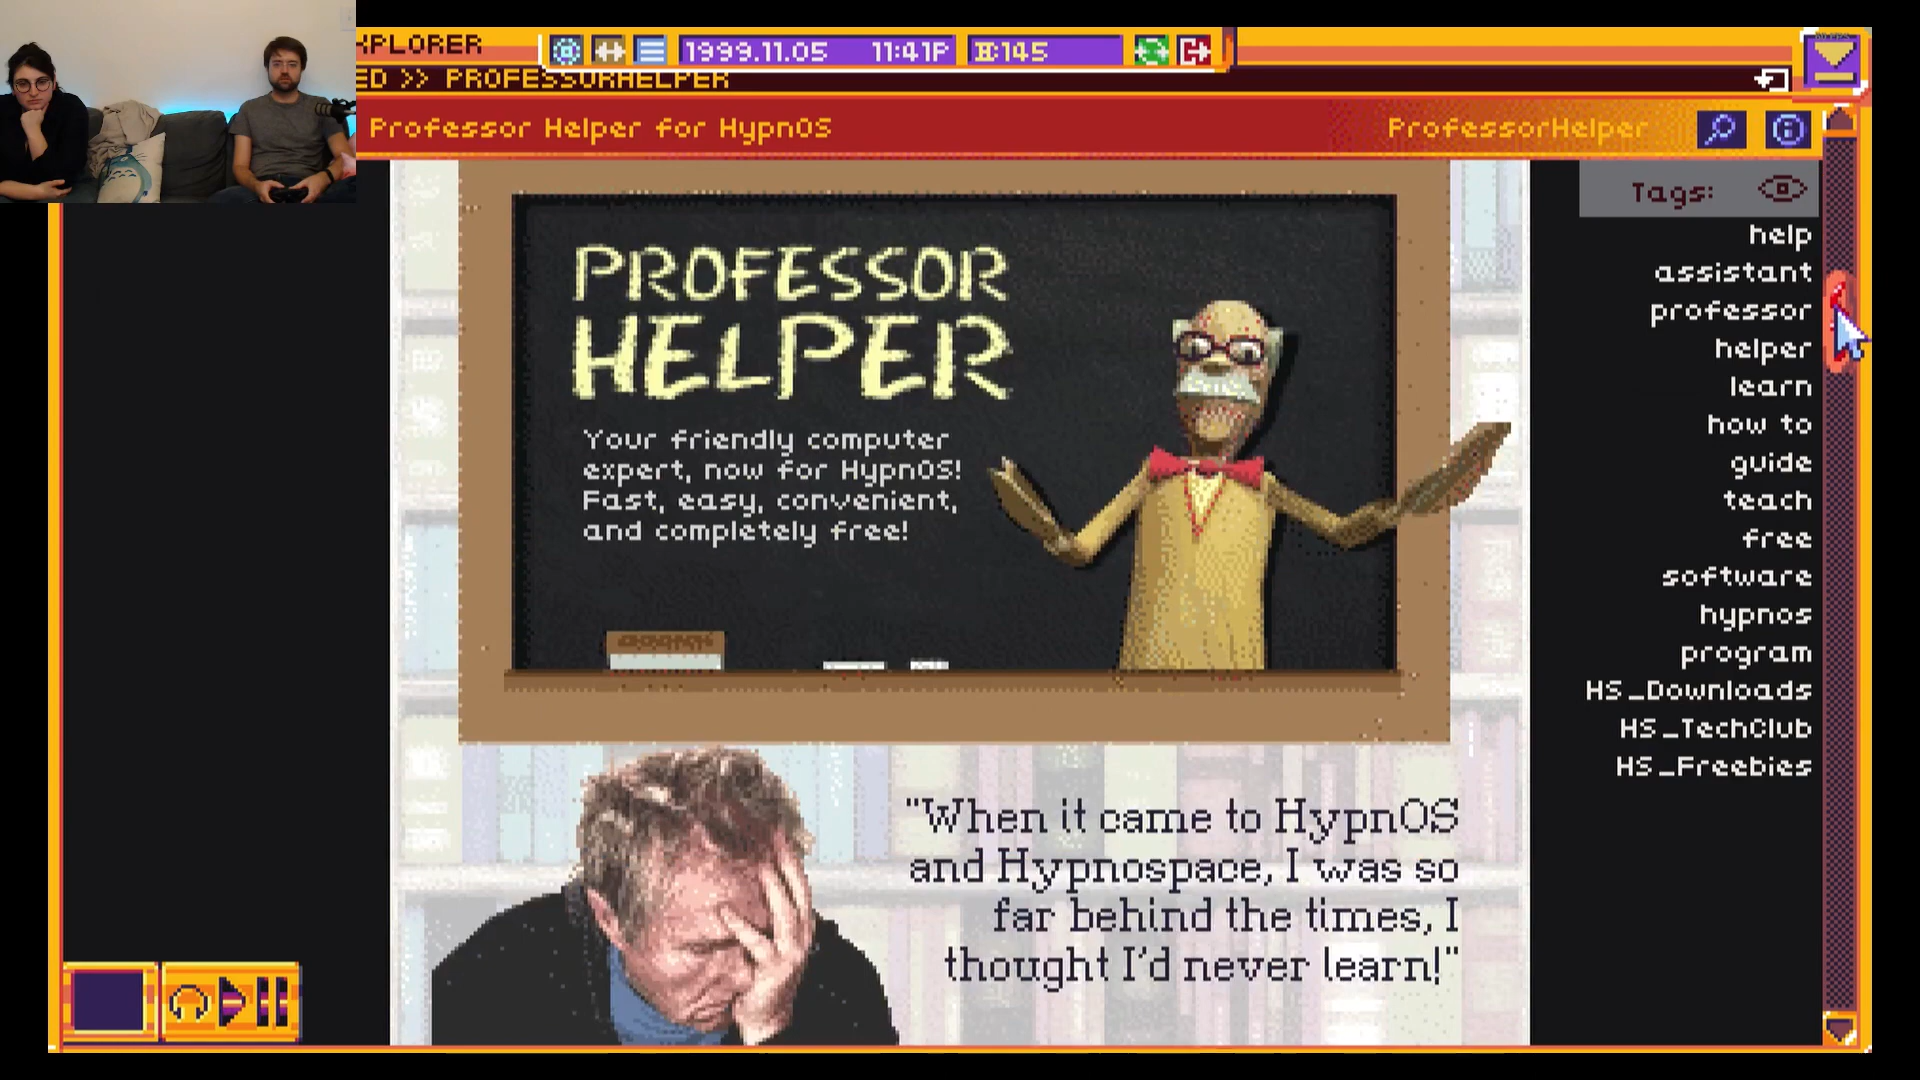 XPLORER
1999.11.05 11:41P
145
ED >> PROFESSORHELPER
Professor Helper for HypnOS
ProfessorHelper
Tags:
help
assistant
professor
helper
learn
how to
guide
teach
free
software
hypnos
program
HS_Downloads
HS_TechClub
HS_Freebies
PROFESSOR
HELPER
Your friendly computer
expert, now for HypnOS!
Fast, easy, convenient,
and completely free!
"When it came to HypnOS
and Hypnospace, I was so
far behind the times, I
thought I'd never learn!"